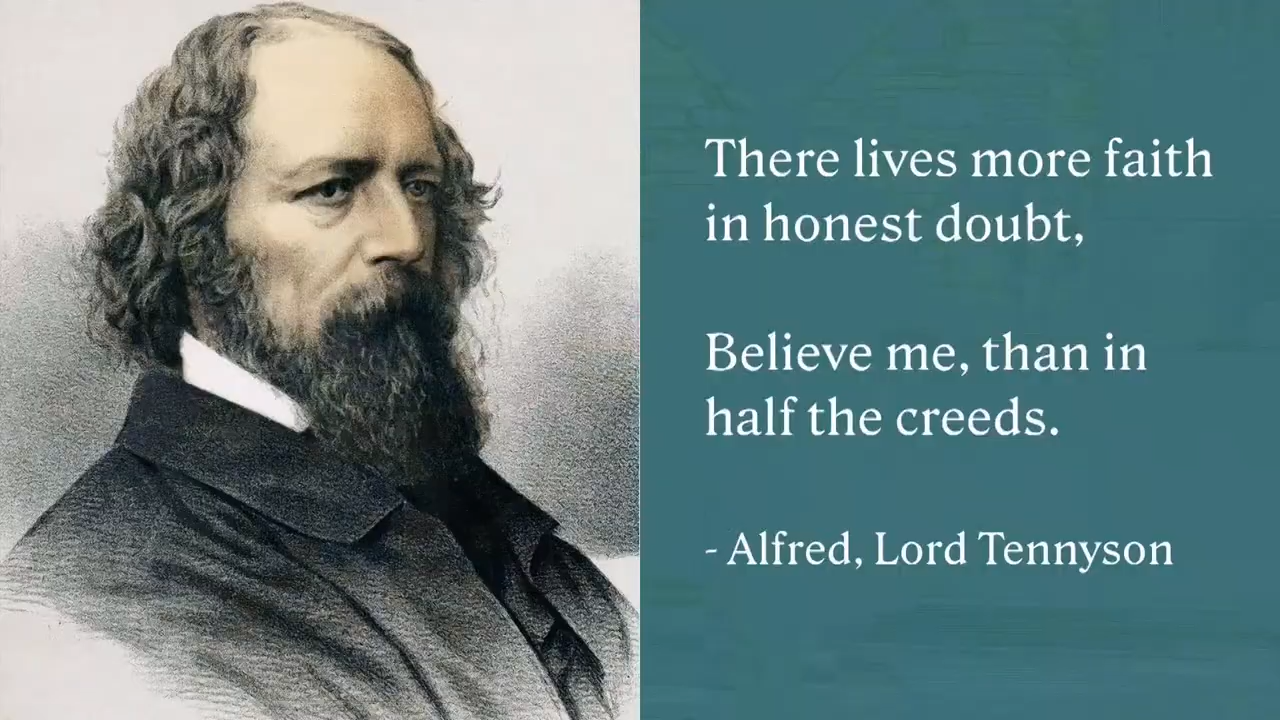 There lives more faith
in honest doubt,
Believe me, than in
half the creeds.
- Alfred, Lord Tennyson